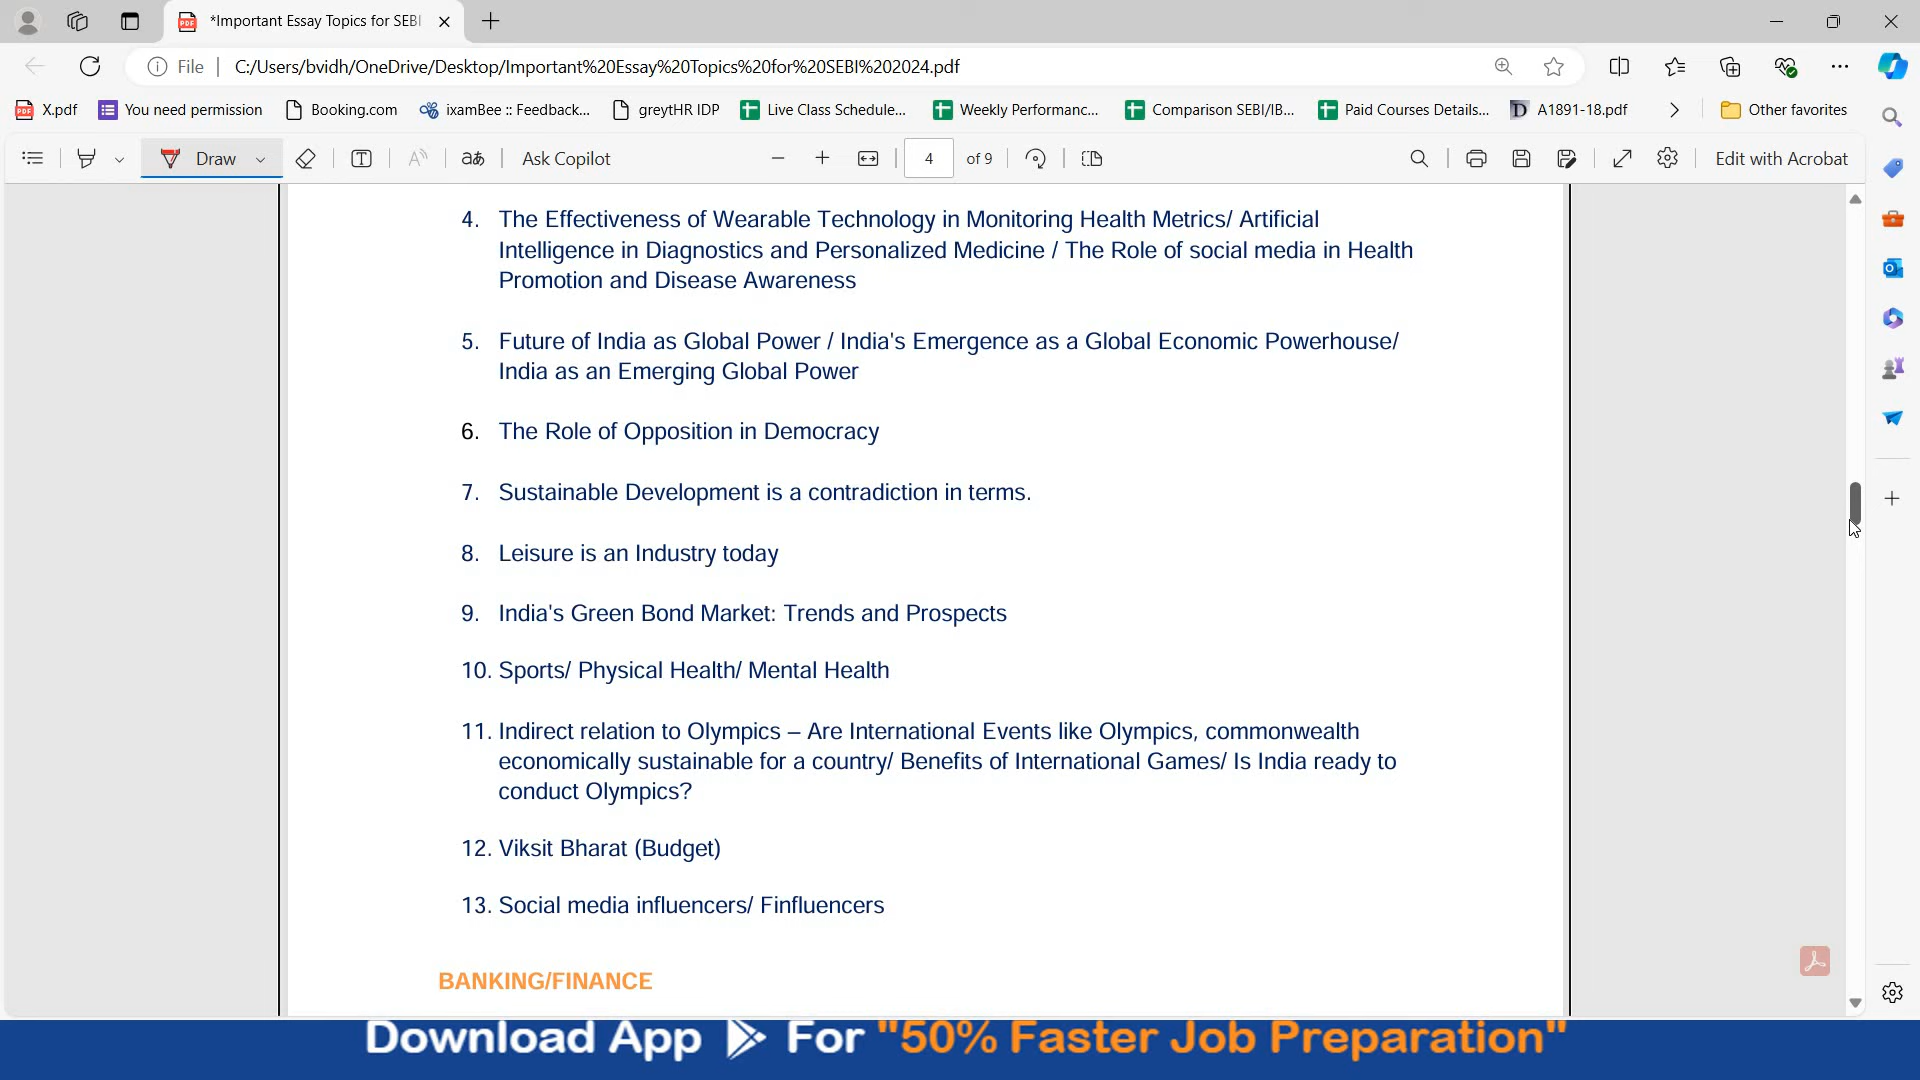 *Important Essay Topics for SEBI
File
C:/Users/bvidh/OneDrive/Desktop/Important%20Essay%20Topics%20for%20SEBI%202024.pdf
X.pdf
You need permission
Booking.com
ixamBee :: Feedback...
greytHR IDP
Live Class Schedule...
Weekly Performanc...
Comparison SEBI/IB...
Paid Courses Details...
A1891-18.pdf
Other favorites
Draw
Ask Copilot
4 of 9
Edit with Acrobat
4. The Effectiveness of Wearable Technology in Monitoring Health Metrics/ Artificial
Intelligence in Diagnostics and Personalized Medicine / The Role of social media in Health
Promotion and Disease Awareness
5. Future of India as Global Power / India's Emergence as a Global Economic Powerhouse/
India as an Emerging Global Power
6. The Role of Opposition in Democracy
7. Sustainable Development is a contradiction in terms.
8. Leisure is an Industry today
9. India's Green Bond Market: Trends and Prospects
10. Sports/ Physical Health/ Mental Health
11. Indirect relation to Olympics – Are International Events like Olympics, commonwealth
economically sustainable for a country/ Benefits of International Games/ Is India ready to
conduct Olympics?
12. Viksit Bharat (Budget)
13. Social media influencers/ Finfluencers
BANKING/FINANCE
Download App For "50% Faster Job Preparation"